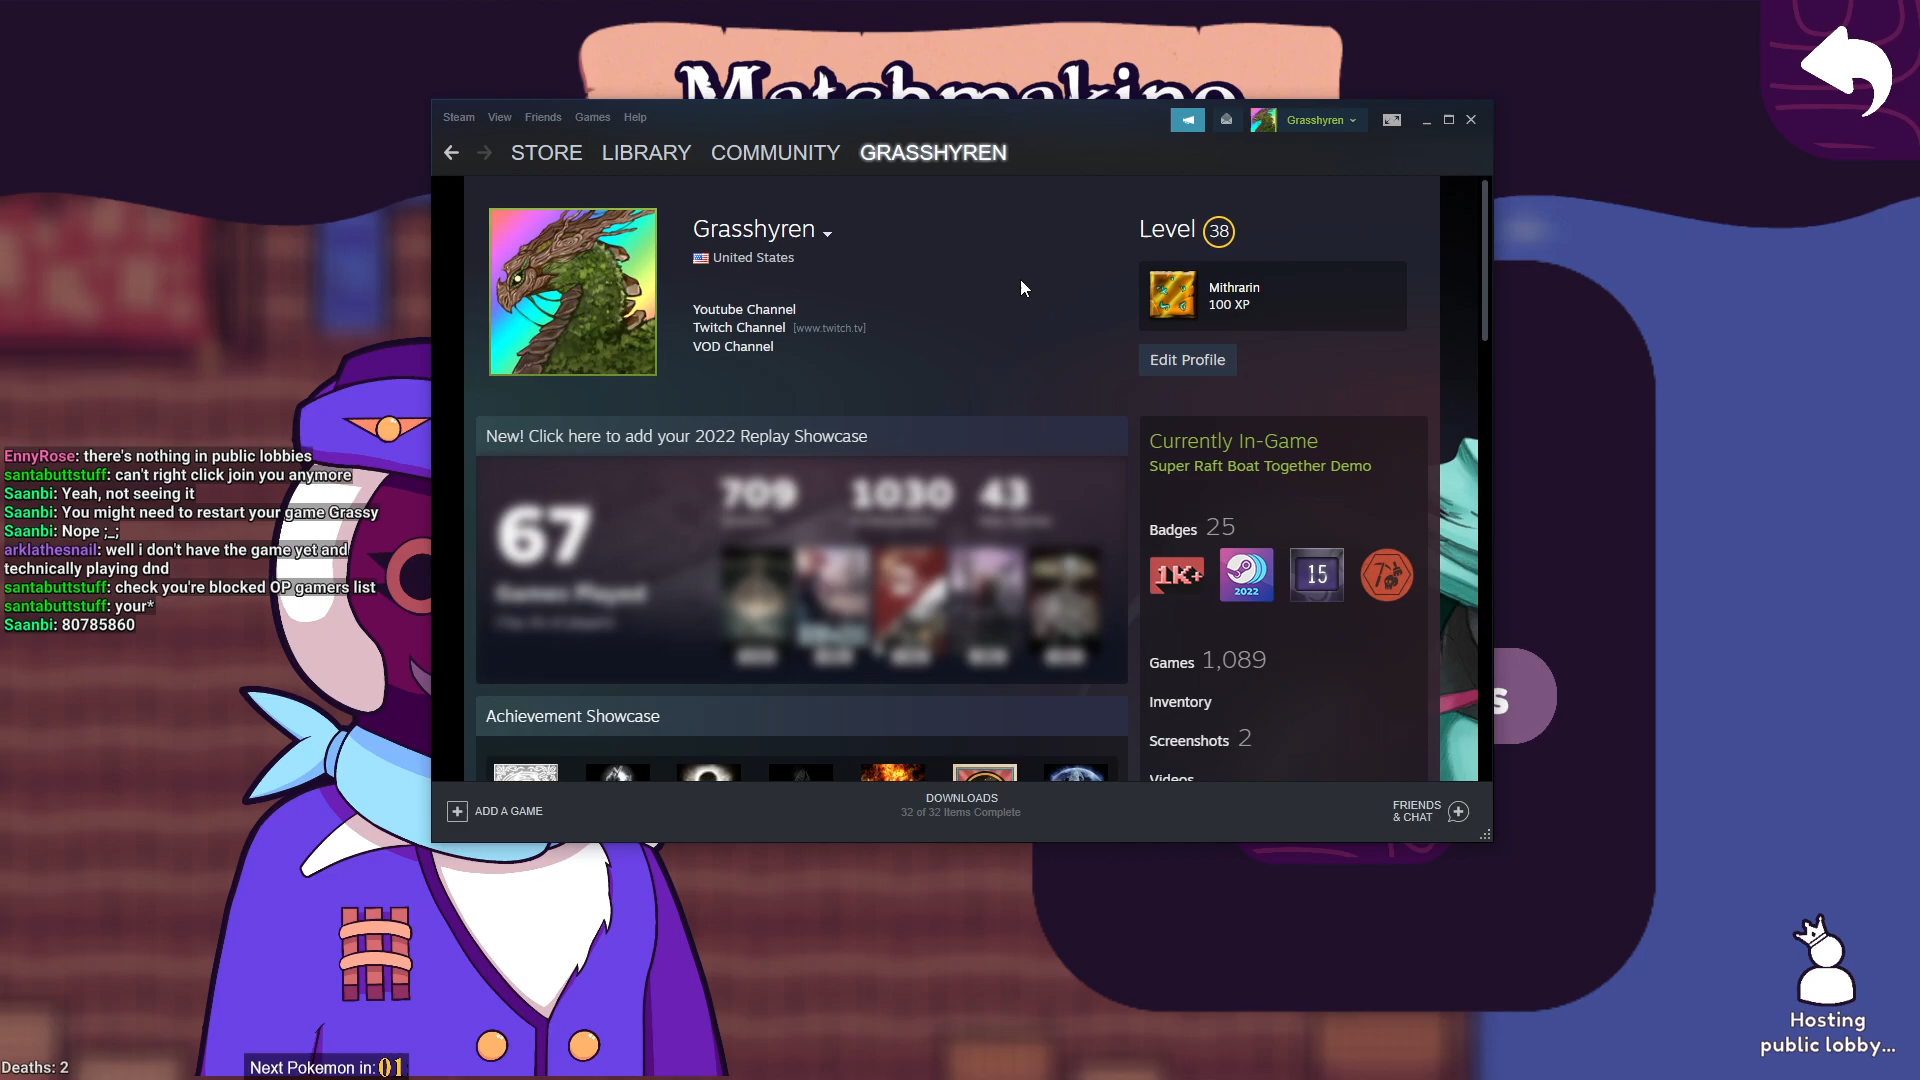 Matchmaking
Steam View Friends Games Help
Grasshyren
STORE LIBRARY COMMUNITY GRASSHYREN
Grasshyren
United States
Youtube Channel
Twitch Channel [www.twitch.tv]
VOD Channel
Level 38
Mithrarin
100 XP
Edit Profile
New! Click here to add your 2022 Replay Showcase
67
Games Played
709 1030 43
Achievement Showcase
Currently In-Game
Super Raft Boat Together Demo
Badges 25
1K+
2022
15
Games 1,089
Inventory
Screenshots 2
Videos
ADD A GAME
DOWNLOADS
32 of 32 Items Complete
FRIENDS
& CHAT
EnnyRose: there's nothing in public lobbies
santabuttstuff: can't right click join you anymore
Saanbi: Yeah, not seeing it
Saanbi: You might need to restart your game Grassy
Saanbi: Nope ;_;
arklathesnail: well i don't have the game yet and
technically playing dnd
santabuttstuff: check you're blocked OP gamers list
santabuttstuff: your*
Saanbi: 80785860
s
Hosting
public lobby...
Deaths: 2
Next Pokemon in: 01